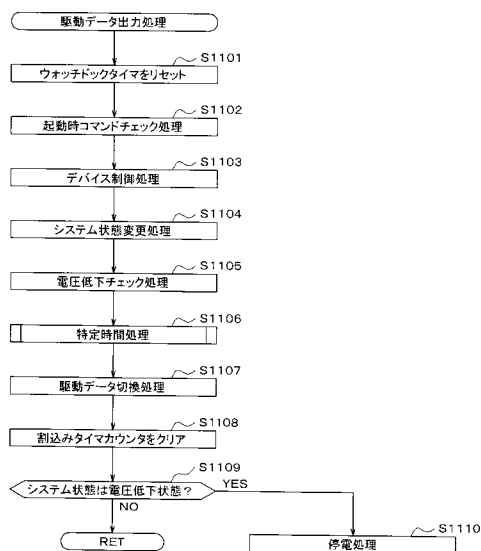 駆動データ出力処理
S1101
ウォッチドックタイマをリセット
S1102
起動時コマンドチェック処理
S1103
デバイス制御処理
S1104
システム状態変更処理
S1105
電圧低下チェック処理
S1106
特定時間処理
S1107
駆動データ切換処理
S1108
割込みタイマカウンタをクリア
S1109
システム状態は電圧低下状態?
YES
NO
S1110
RET
停電処理